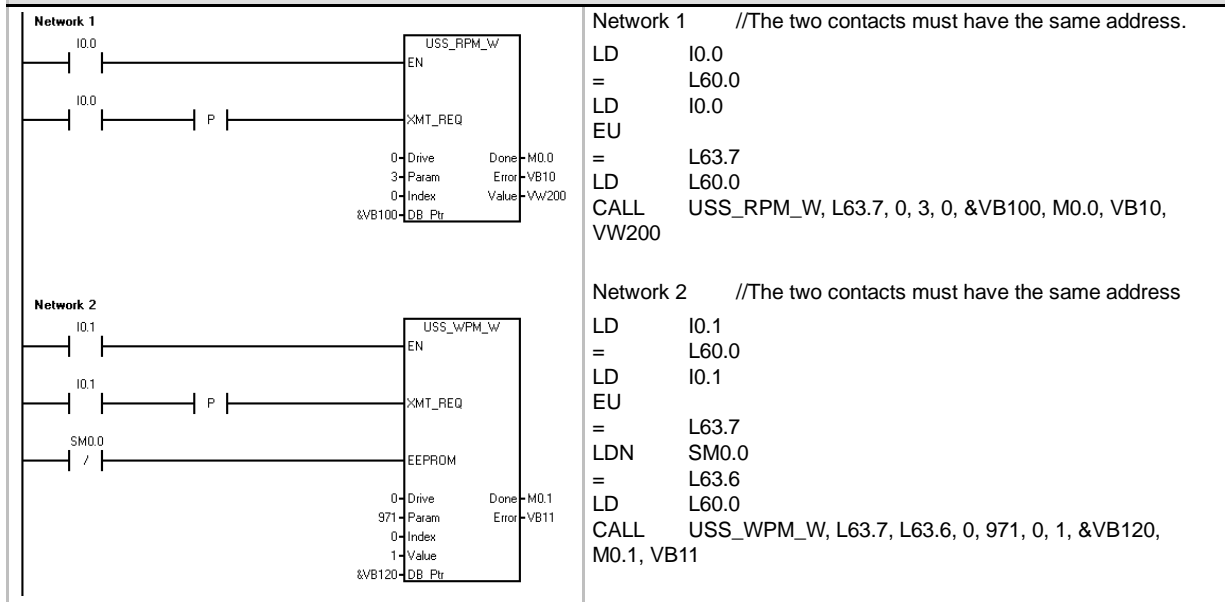 Network 1
I0.0
USS_RPM_W
EN
I0.0
P
XMT_REQ
0 Drive Done M0.0
3 Param Error VB10
0 Index Value VW200
&VB100 DB_Ptr
Network 2
I0.1
USS_WPM_W
EN
I0.1
P
XMT_REQ
SM0.0
/
EEPROM
0 Drive Done M0.1
971 Param Error VB11
0 Index
1 Value
&VB120 DB_Ptr
Network 1 //The two contacts must have the same address.
LD I0.0
= L60.0
LD I0.0
EU
= L63.7
LD L60.0
CALL USS_RPM_W, L63.7, 0, 3, 0, &VB100, M0.0, VB10,
VW200
Network 2 //The two contacts must have the same address
LD I0.1
= L60.0
LD I0.1
EU
= L63.7
LDN SM0.0
= L63.6
LD L60.0
CALL USS_WPM_W, L63.7, L63.6, 0, 971, 0, 1, &VB120,
M0.1, VB11